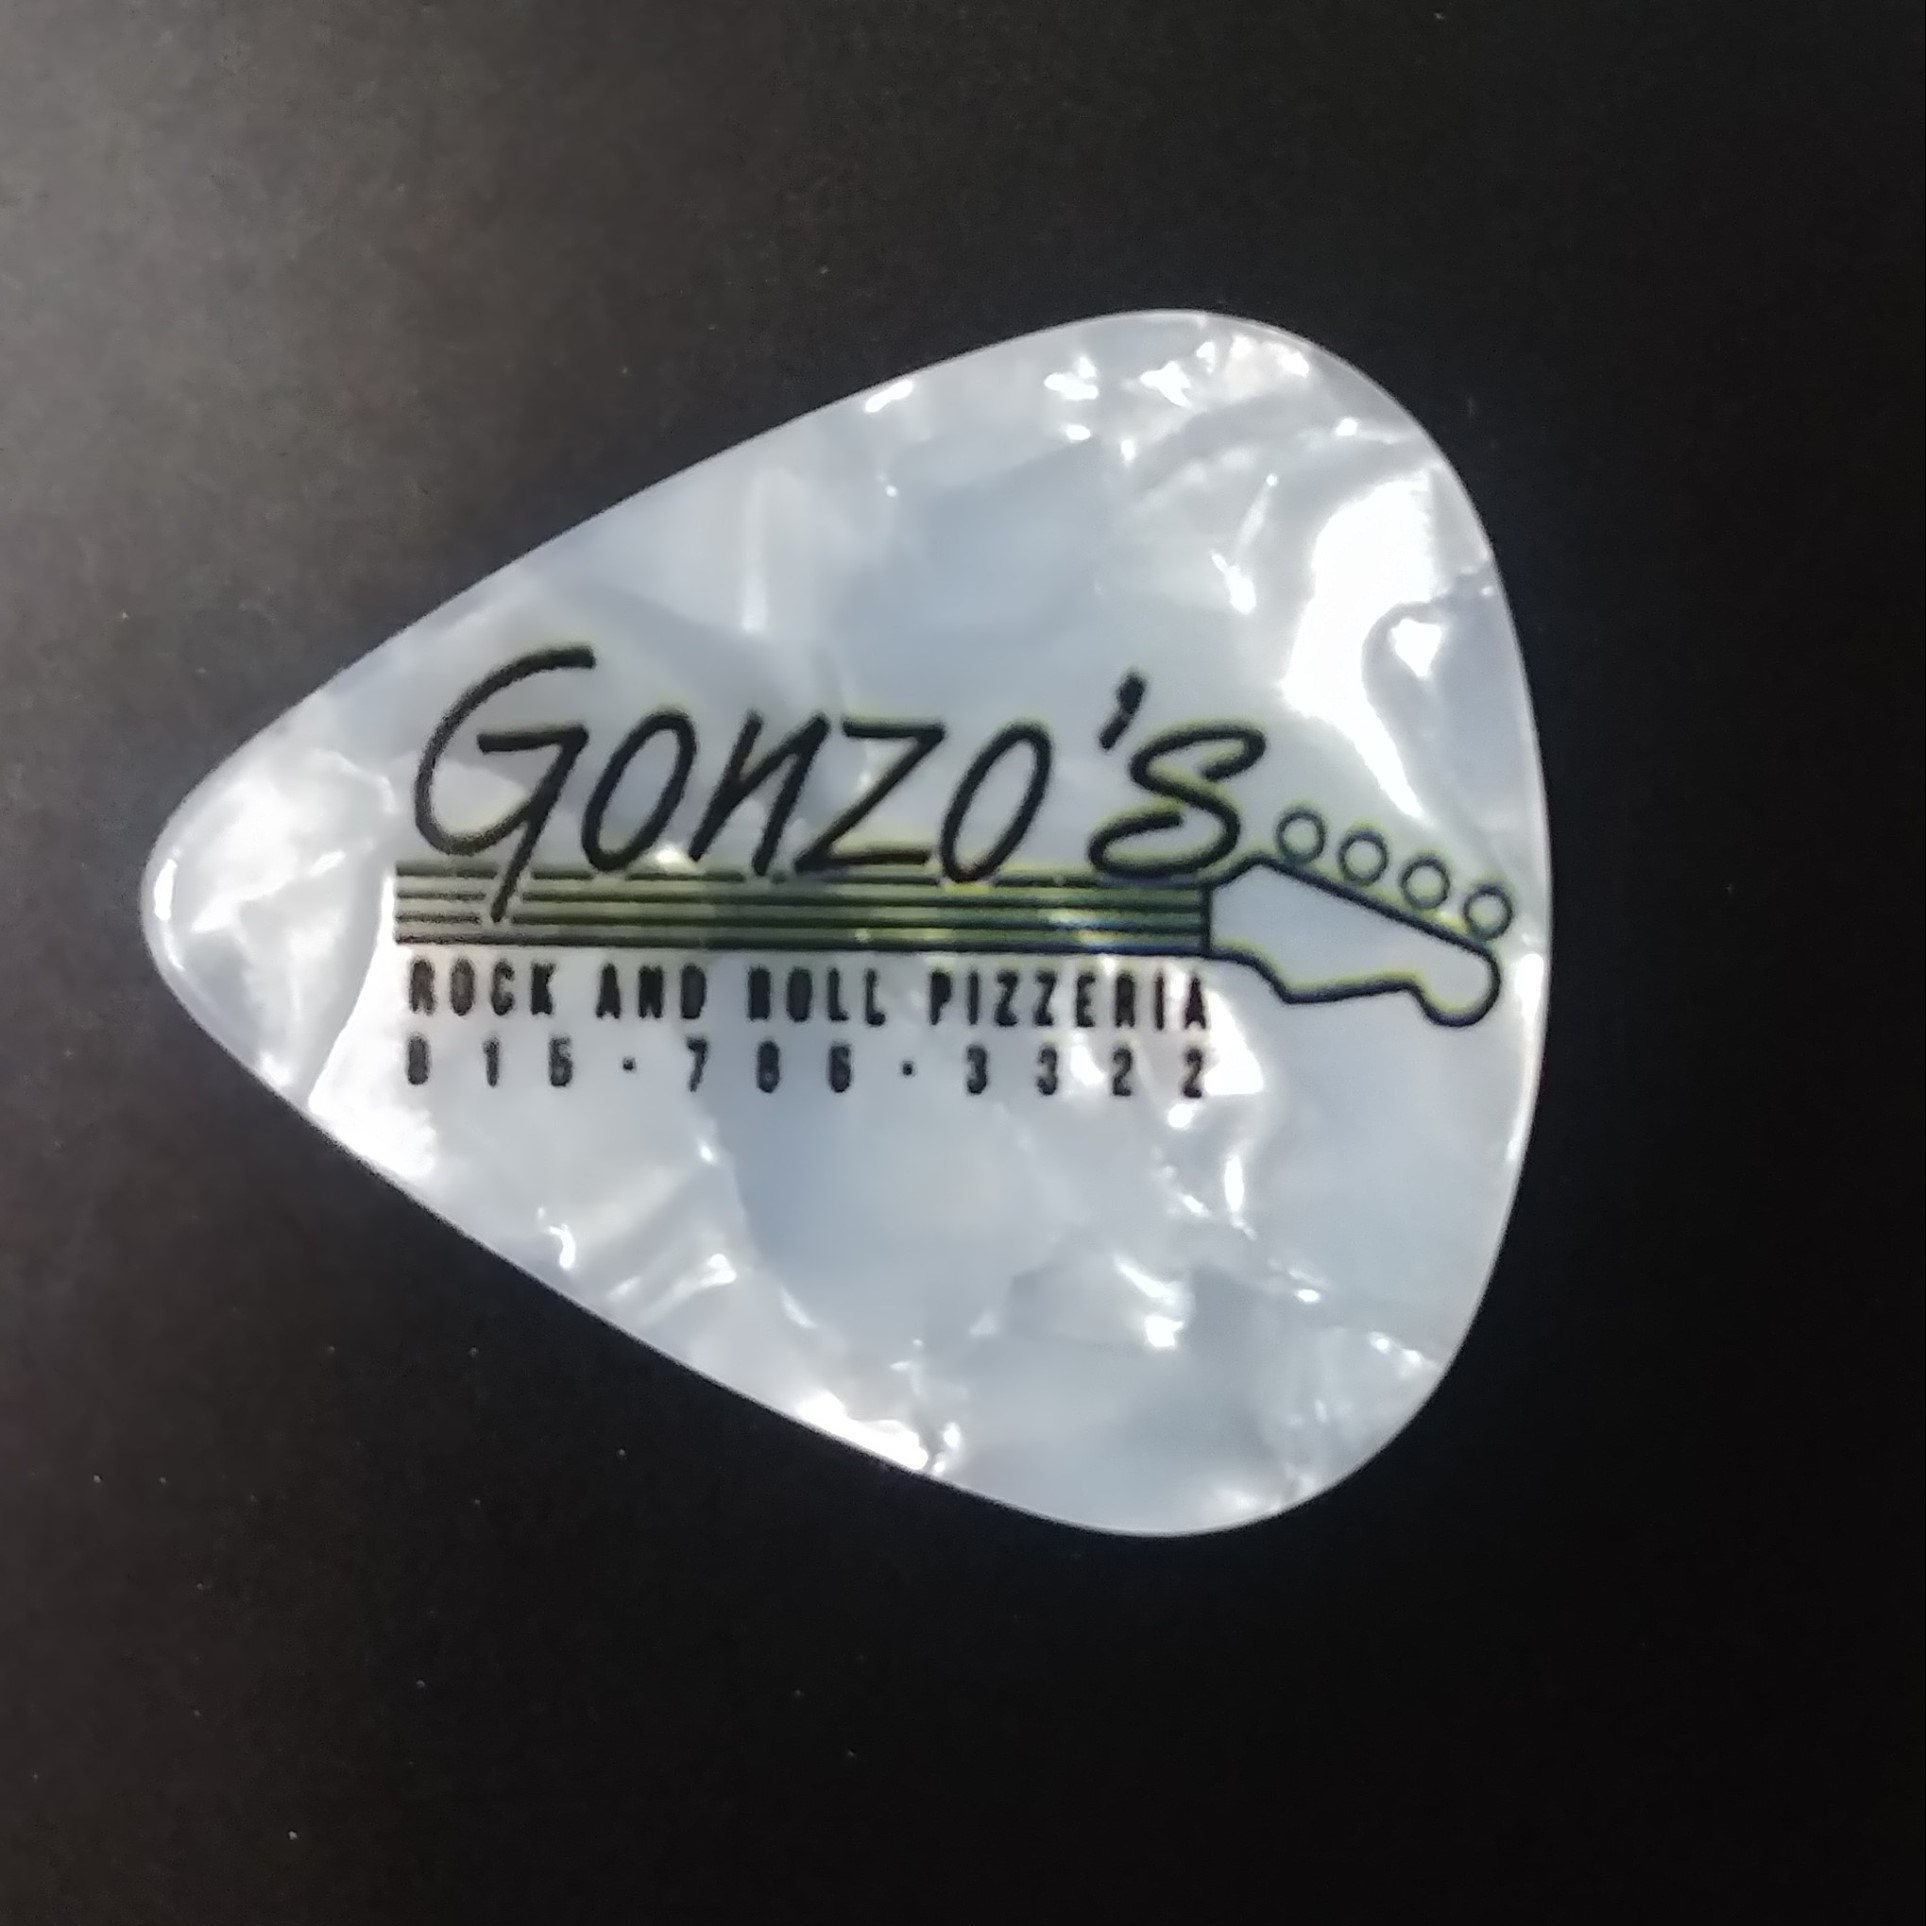 Gonzo's
ROCK AND ROLL PIZZERIA
815·786·3322